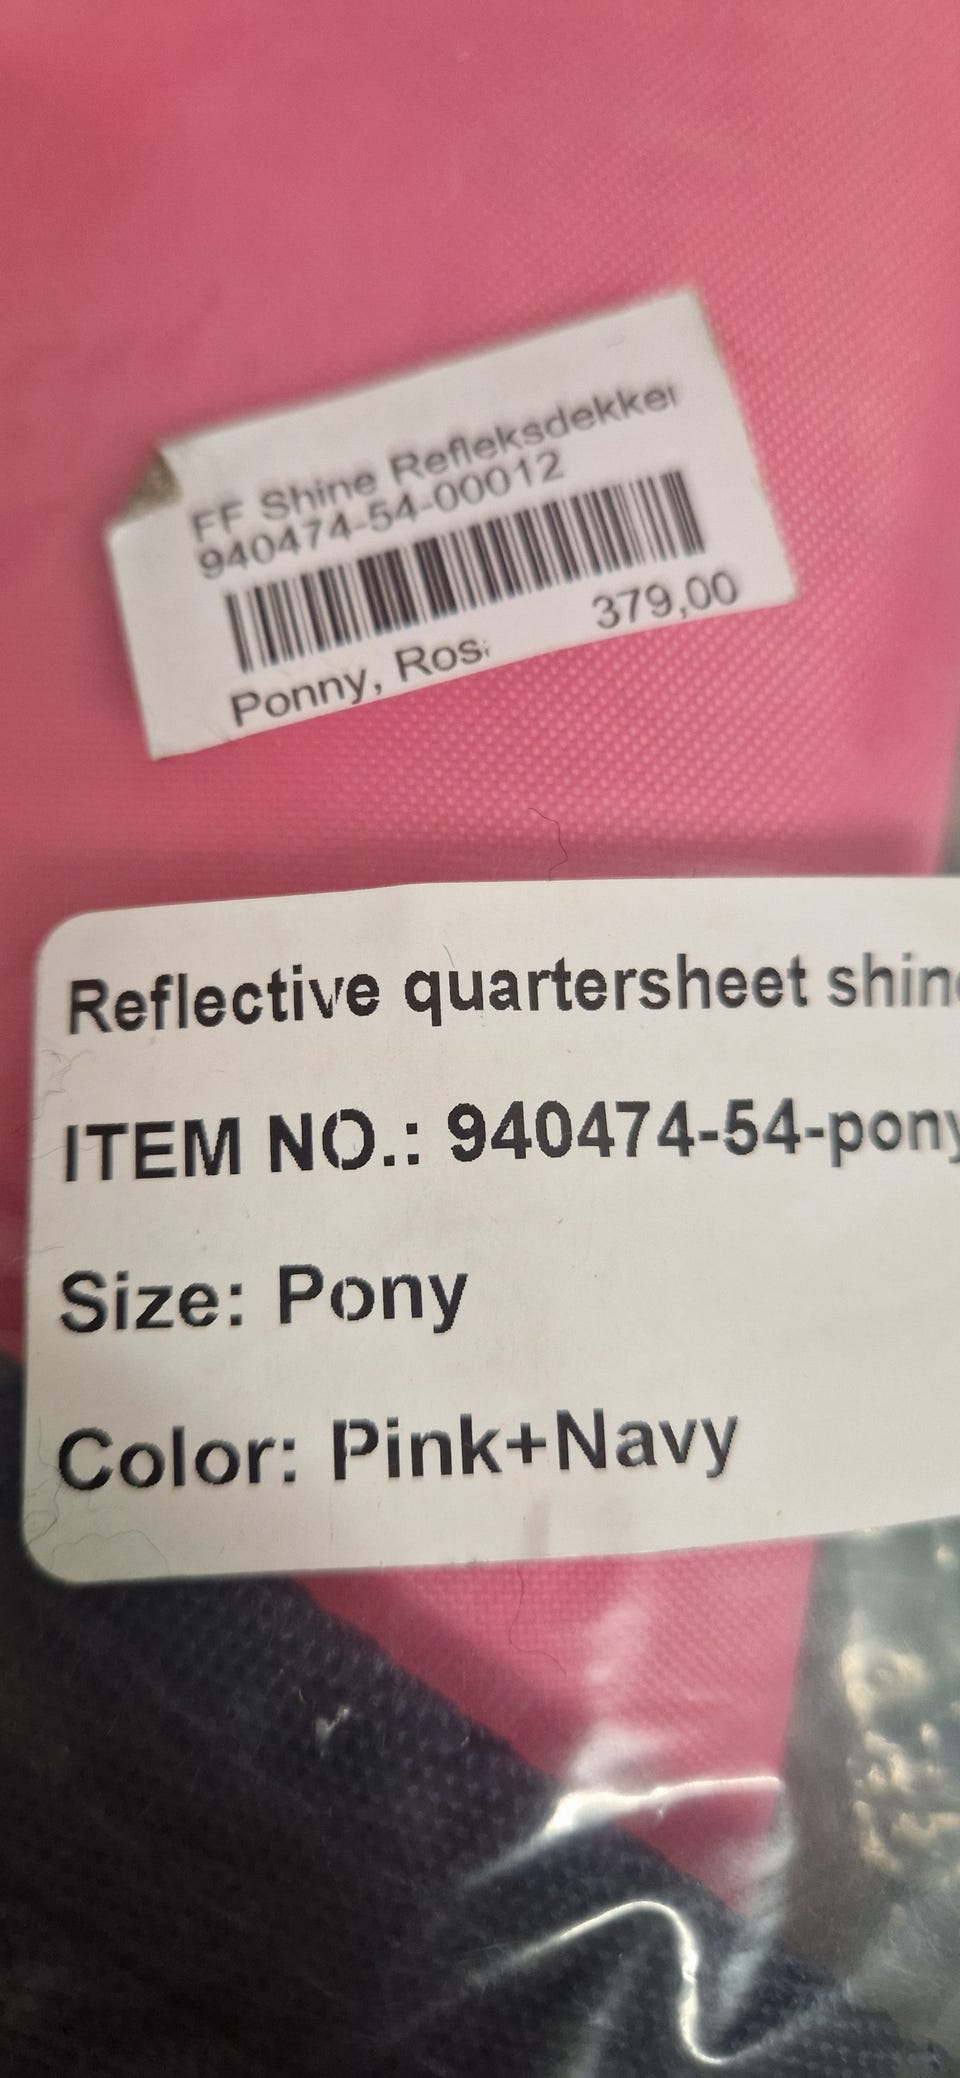 FF Shine Refleksdekker
940474-54-00012
Ponny, Ros 379,00
Reflective quartersheet
ITEM NO.: 940474-54-pony
Size: Pony
Color: Pink+Navy